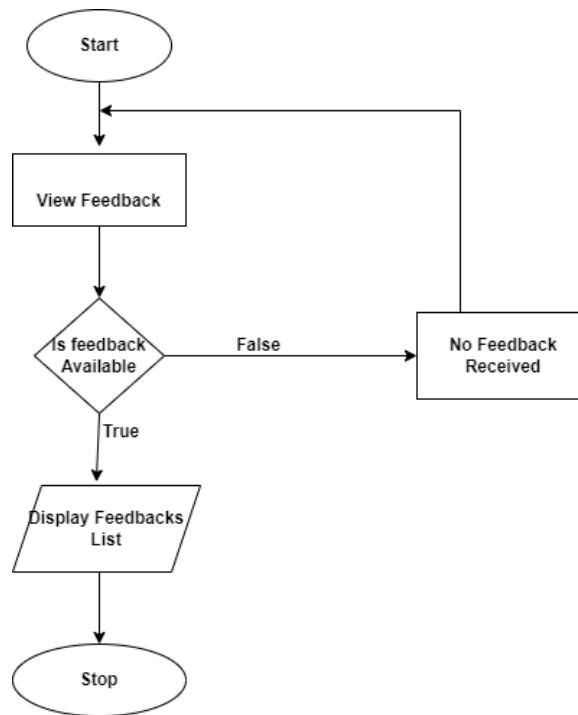 Start
View Feedback
Is feedback
Available
False
No Feedback
Received
True
Display Feedbacks
List
Stop